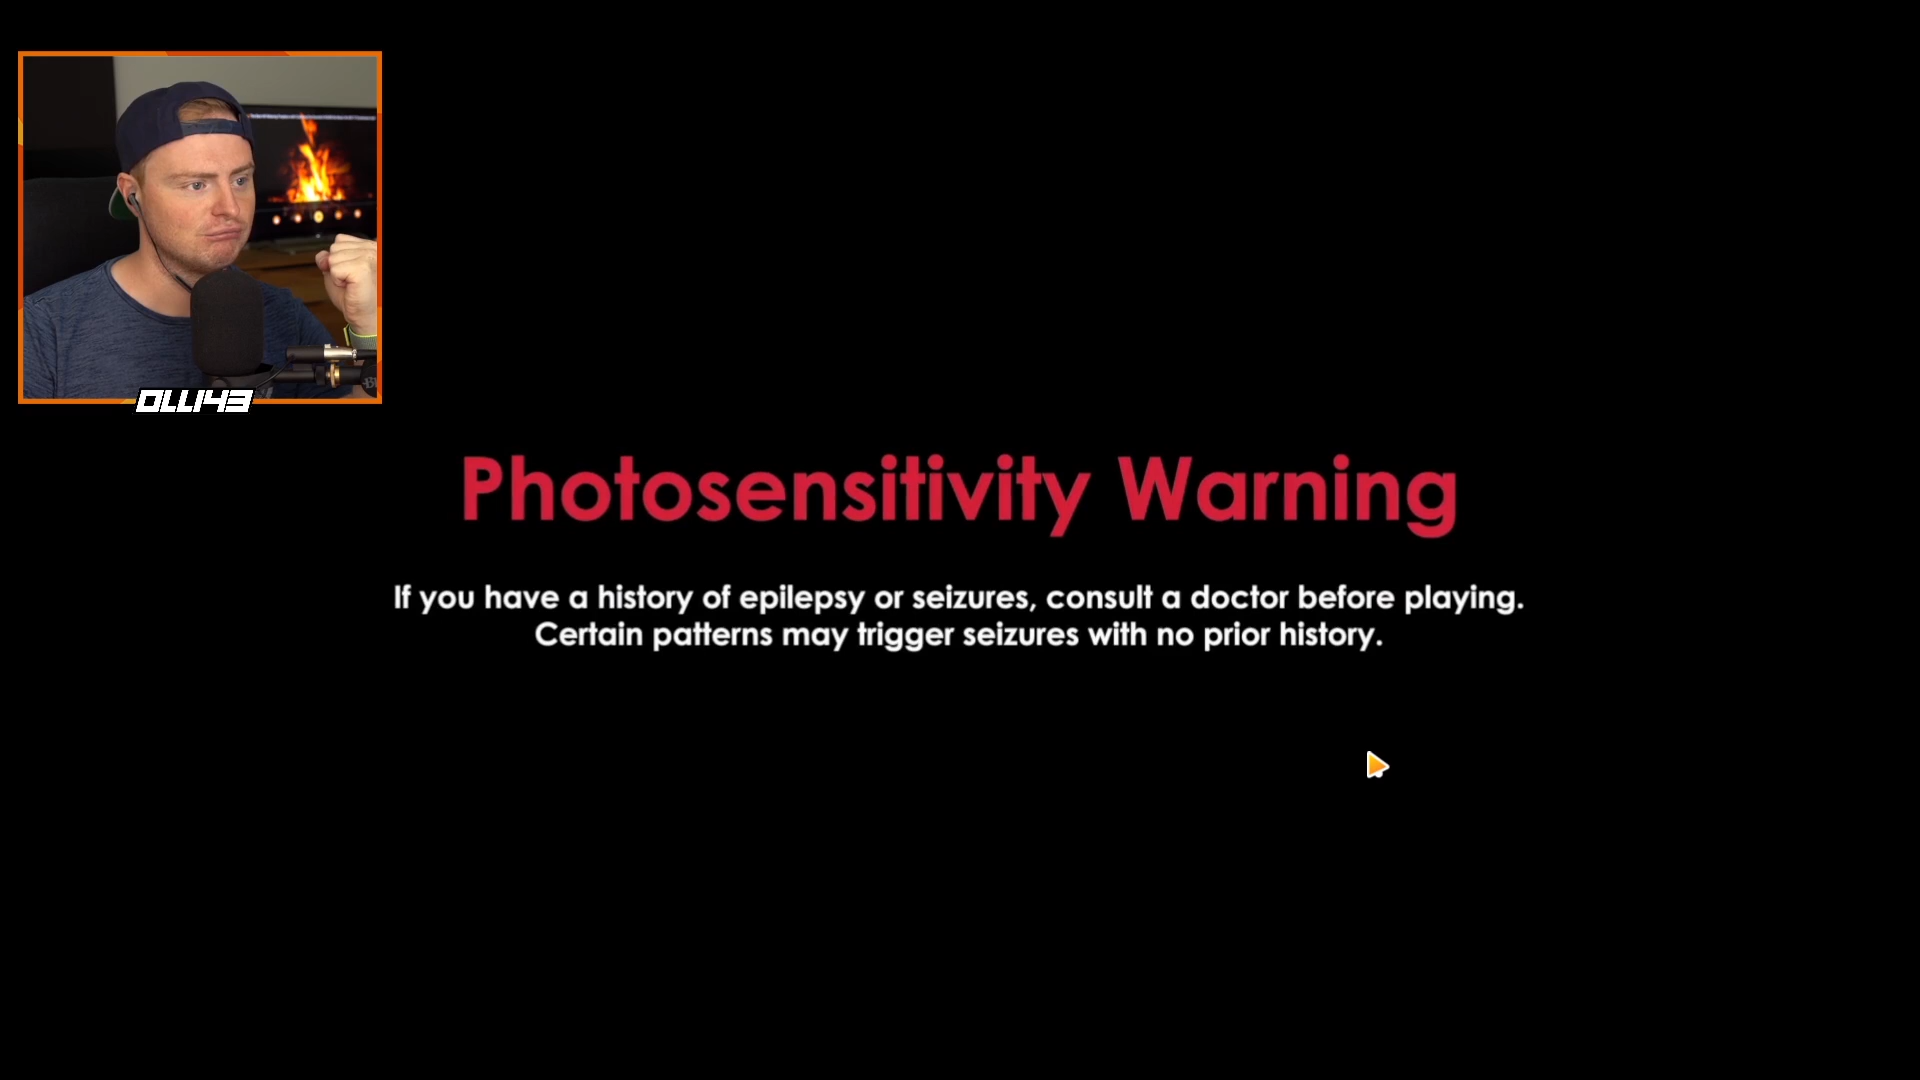 OLLI43
Photosensitivity Warning
If you have a history of epilepsy or seizures, consult a doctor before playing.
Certain patterns may trigger seizures with no prior history.